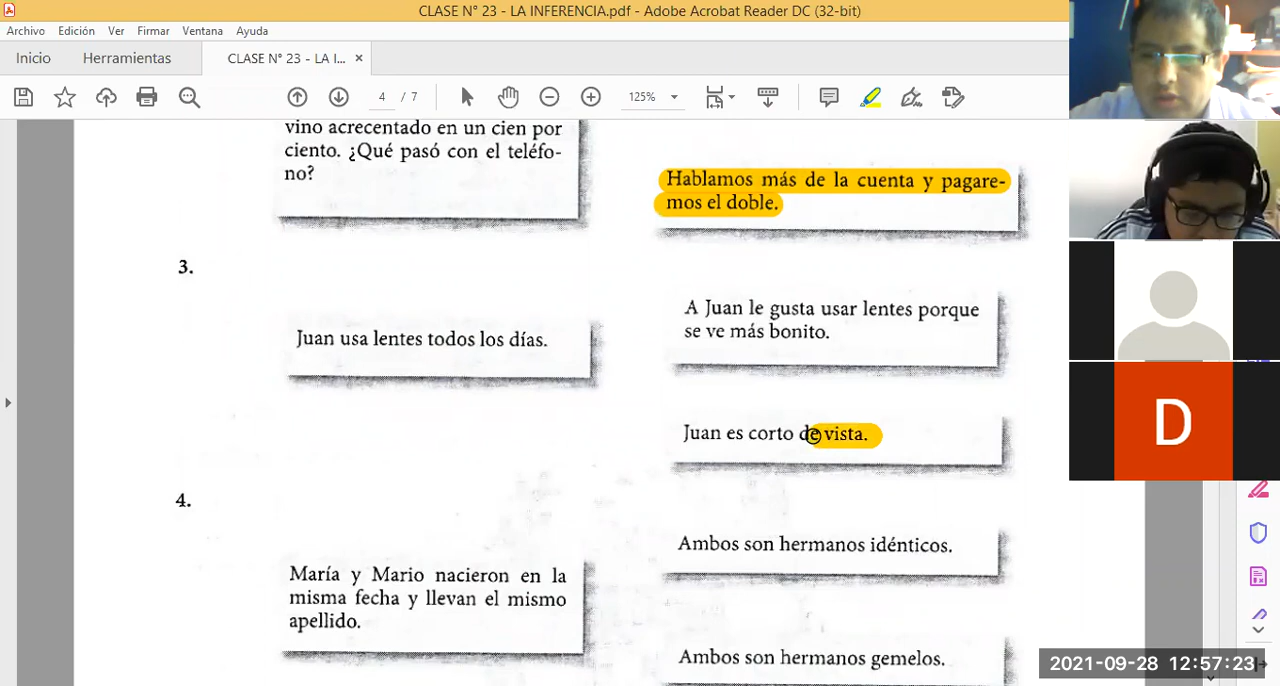 CLASE N° 23 - LA INFERENCIA.pdf - Adobe Acrobat Reader DC (32-bit)
Archivo Edición Ver Firmar Ventana Ayuda
Inicio Herramientas CLASE N° 23 - LA I... ×
4 / 7 125%
vino acrecentado en un cien por
ciento. ¿Qué pasó con el teléfo-
no?
Hablamos más de la cuenta y pagare-
mos el doble.
3.
Juan usa lentes todos los días.
A Juan le gusta usar lentes porque
se ve más bonito.
Juan es corto de vista.
4.
María y Mario nacieron en la
misma fecha y llevan el mismo
apellido.
Ambos son hermanos idénticos.
Ambos son hermanos gemelos.
D
2021-09-28 12:57:23